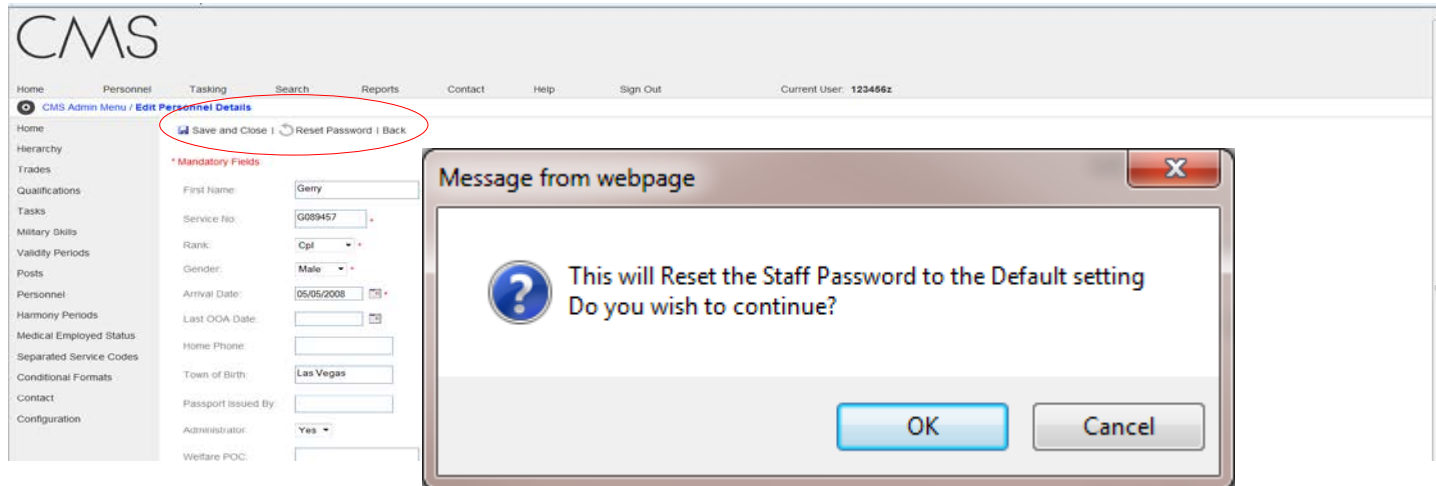 CMS
Home Personnel Tasking Search Reports Contact Help Sign Out Current User: 123456z
CMS Admin Menu / Edit Personnel Details
Home
Hierarchy
Trades
Qualifications
Tasks
Military Skills
Validity Periods
Posts
Personnel
Harmony Periods
Medical Employed Status
Separated Service Codes
Conditional Formats
Contact
Configuration
Save and Close | Reset Password | Back
* Mandatory Fields
First Name: Gerry
Service No: G089457 *
Rank: Cpl *
Gender: Male *
Arrival Date: 05/05/2008 *
Last OOA Date:
Home Phone:
Town of Birth: Las Vegas
Passport Issued By:
Administrator: Yes
Welfare POC:
Message from webpage
This will Reset the Staff Password to the Default setting
Do you wish to continue?
OK Cancel